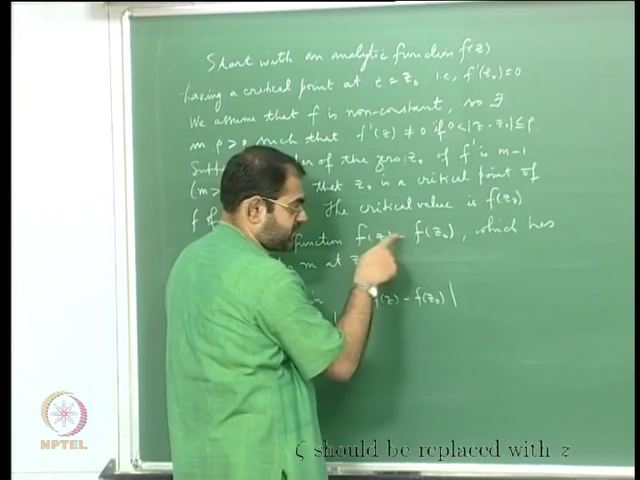 Start with an analytic function f(z)
having a critical point at z = z₀ i.e., f'(z₀) = 0
We assume that f is non-constant, so ∃
ρ > 0 such that f'(z) ≠ 0 if 0 < |z - z₀| ≤ ρ.
of the zero z₀ of f' is m-1.
that z₀ is a critical point of
f of The critical value is f(z₀)
function f(z) - f(z₀), which has
m at
in f(z) - f(z₀)|
NPTEL
ζ should be replaced with z